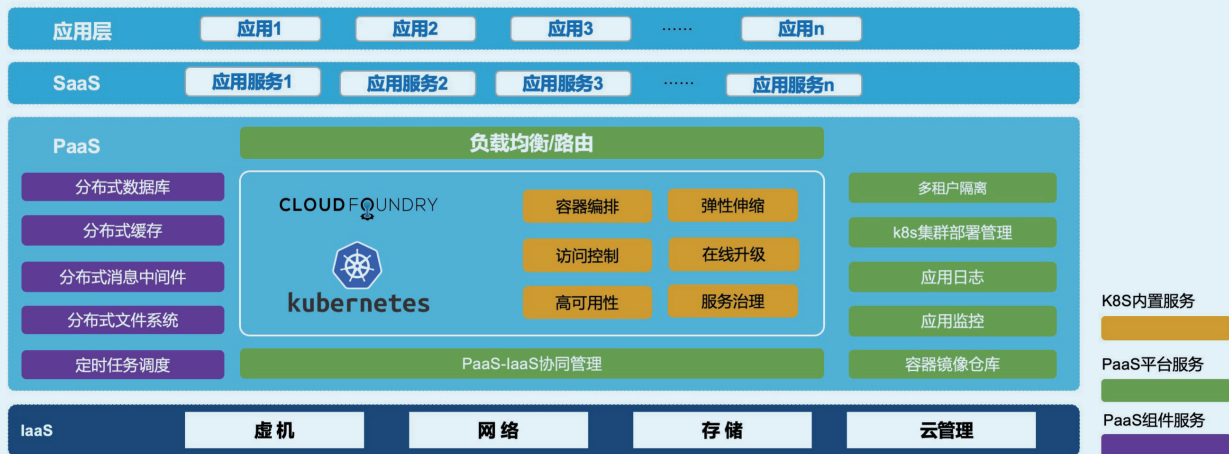 应用层 应用1 应用2 应用3 ...... 应用n
SaaS 应用服务1 应用服务2 应用服务3 ...... 应用服务n
PaaS 负载均衡/路由
分布式数据库
分布式缓存
分布式消息中间件
分布式文件系统
定时任务调度
CLOUD FOUNDRY
kubernetes
容器编排 弹性伸缩
访问控制 在线升级
高可用性 服务治理
PaaS-IaaS协同管理
多租户隔离
k8s集群部署管理
应用日志
应用监控
容器镜像仓库
IaaS 虚机 网络 存储 云管理
K8S内置服务
PaaS平台服务
PaaS组件服务